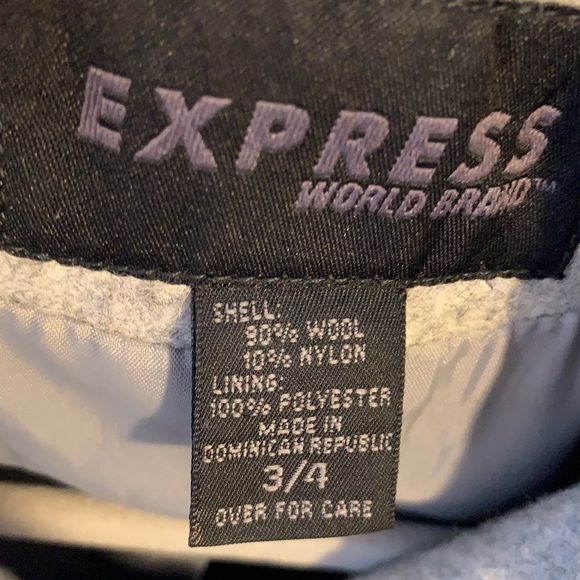 EXPRESS
WORLD BRAND™
SHELL:
90% WOOL
10% NYLON
LINING:
100% POLYESTER
MADE IN
DOMINICAN REPUBLIC
3/4
OVER FOR CARE